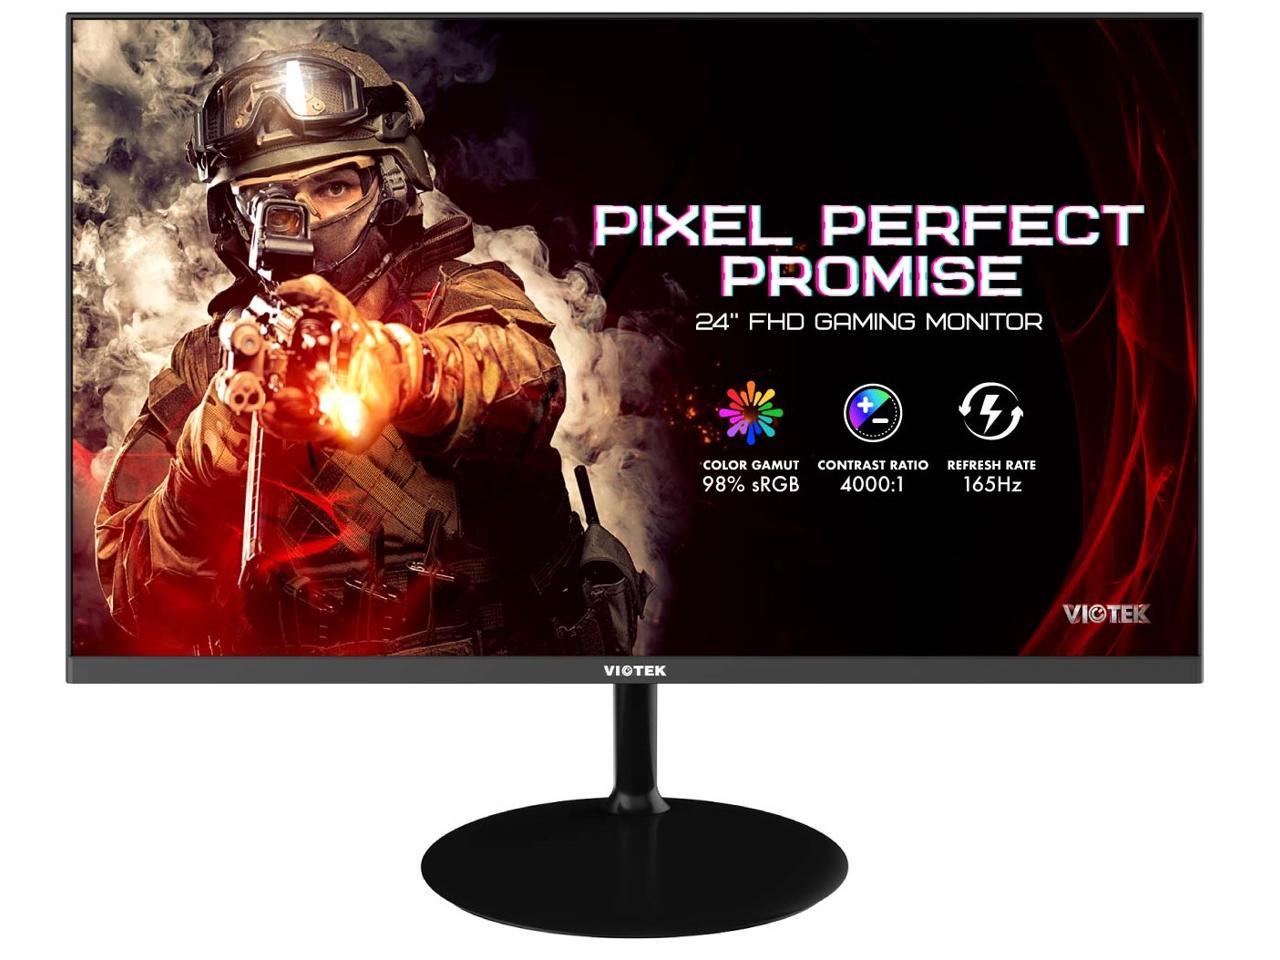 PIXEL PERFECT
PROMISE
24" FHD GAMING MONITOR
COLOR GAMUT
98% sRGB
CONTRAST RATIO
4000:1
REFRESH RATE
165Hz
VIOTEK
VIOTEK